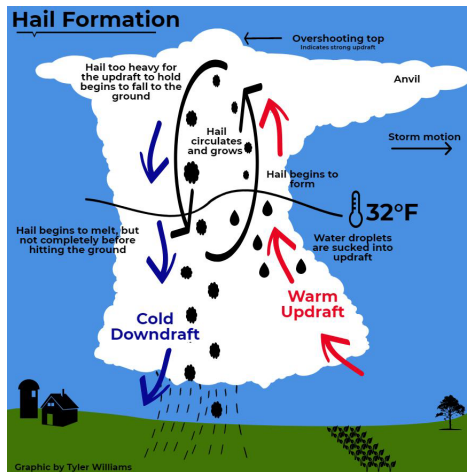 Hail Formation
Overshooting top
Indicates strong updraft
Hail too heavy for
the updraft to hold
begins to fall to the
ground
Anvil
Hail
circulates
and grows
Storm motion
Hail begins to
form
32°F
Hail begins to melt, but
not completely before
hitting the ground
Water droplets
are sucked into
updraft
Warm
Updraft
Cold
Downdraft
Graphic by Tyler Williams